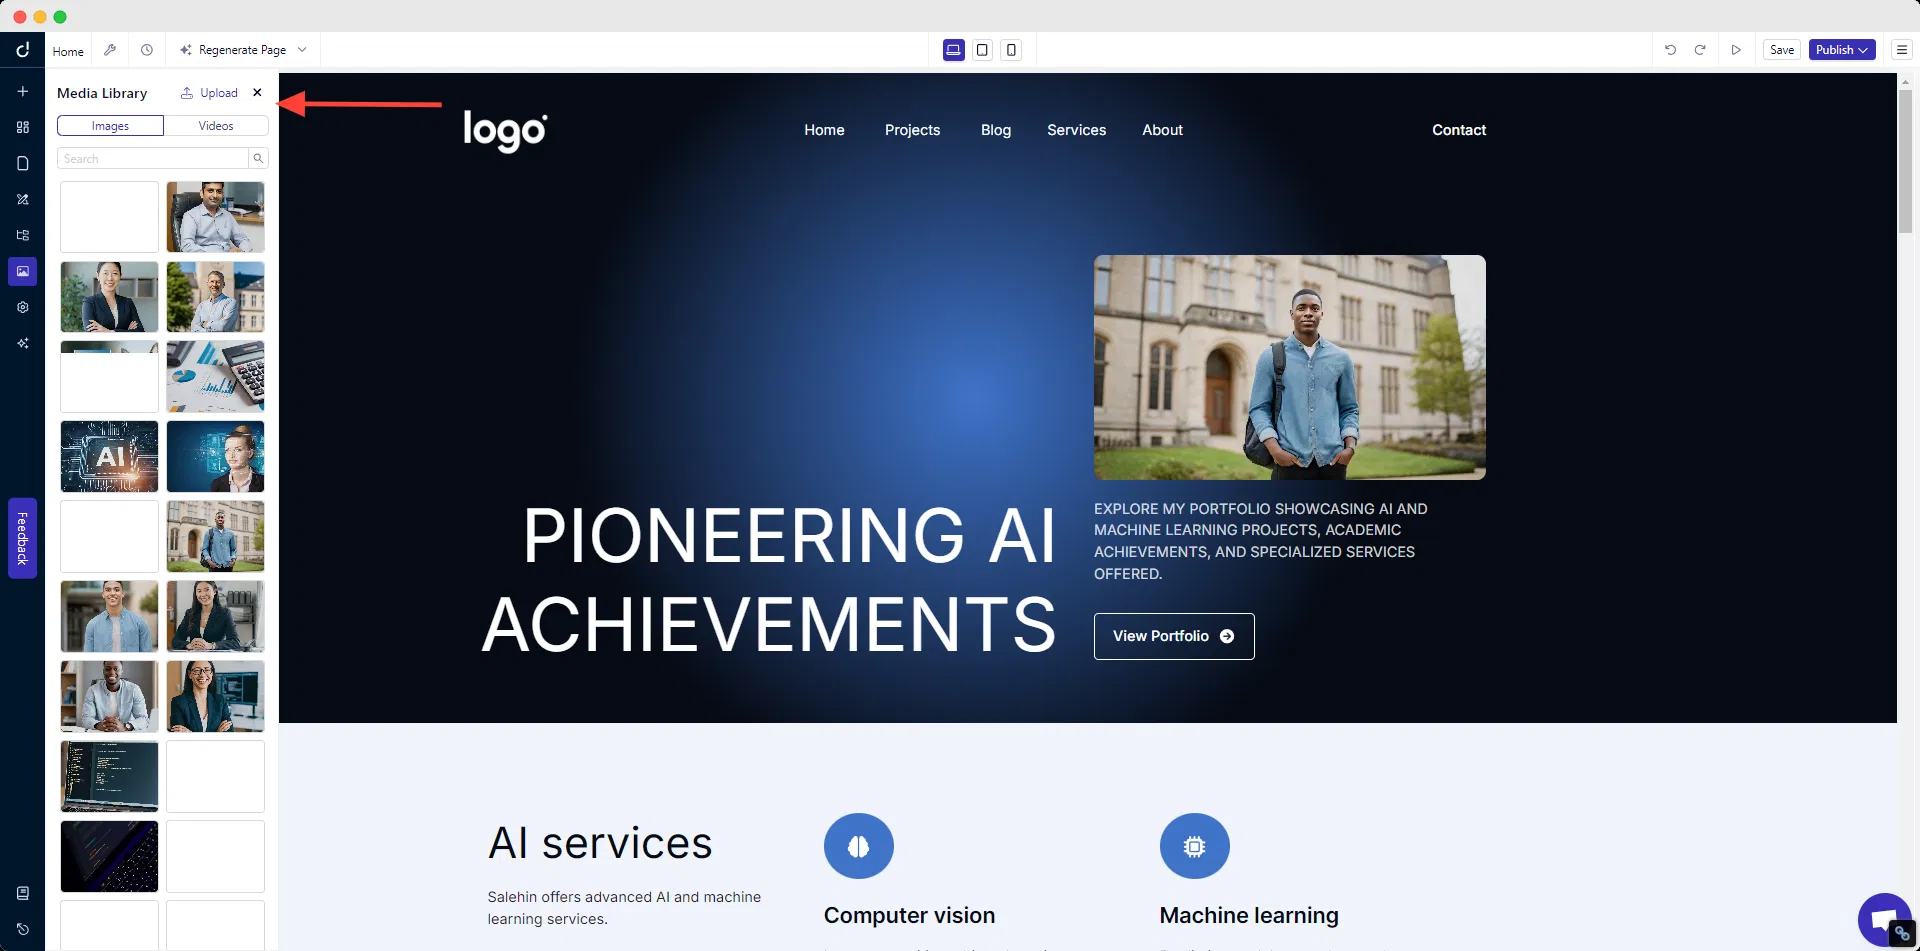 Home
Regenerate Page
Save
Publish
Media Library
Upload
Images
Videos
Search
AI
Feedback
logo
Home
Projects
Blog
Services
About
Contact
PIONEERING AI
ACHIEVEMENTS
EXPLORE MY PORTFOLIO SHOWCASING AI AND
MACHINE LEARNING PROJECTS, ACADEMIC
ACHIEVEMENTS, AND SPECIALIZED SERVICES
OFFERED.
View Portfolio
AI services
Salehin offers advanced AI and machine
learning services.
Computer vision
Machine learning